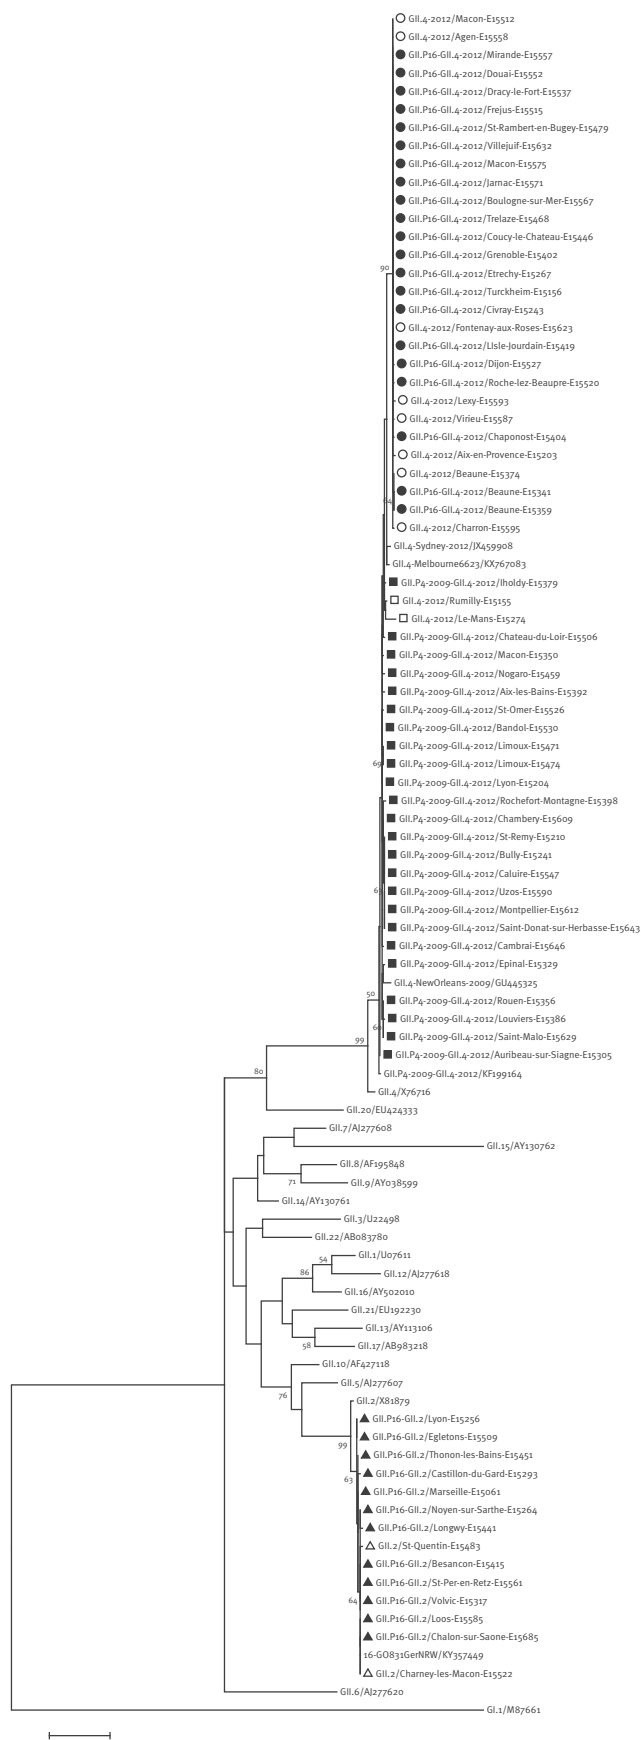 GII.4-2012/Macon-E15512
GII.4-2012/Agen-E15558
GII.P16-GII.4-2012/Mirande-E15557
GII.P16-GII.4-2012/Douai-E15552
GII.P16-GII.4-2012/Dracy-le-Fort-E15537
GII.P16-GII.4-2012/Frejus-E15515
GII.P16-GII.4-2012/St-Rambert-en-Bugey-E15479
GII.P16-GII.4-2012/Villejuif-E15632
GII.P16-GII.4-2012/Macon-E15575
GII.P16-GII.4-2012/Jarnac-E15571
GII.P16-GII.4-2012/Boulogne-sur-Mer-E15567
GII.P16-GII.4-2012/Trelaze-E15468
GII.P16-GII.4-2012/Coucy-le-Chateau-E15446
GII.P16-GII.4-2012/Grenoble-E15402
90
GII.P16-GII.4-2012/Etrechy-E15267
GII.P16-GII.4-2012/Turckheim-E15156
GII.P16-GII.4-2012/Civray-E15243
GII.4-2012/Fontenay-aux-Roses-E15623
GII.P16-GII.4-2012/LIsle-Jourdain-E15419
GII.P16-GII.4-2012/Dijon-E15527
GII.P16-GII.4-2012/Roche-lez-Beaupre-E15520
GII.4-2012/Lexy-E15593
GII.4-2012/Virieu-E15587
GII.P16-GII.4-2012/Chaponost-E15404
GII.4-2012/Aix-en-Provence-E15203
GII.4-2012/Beaune-E15374
GII.P16-GII.4-2012/Beaune-E15341
64
GII.P16-GII.4-2012/Beaune-E15359
GII.4-2012/Charron-E15595
GII.4-Sydney-2012/JX459908
GII.4-Melbourne6623/KX767083
GII.P4-2009-GII.4-2012/Iholdy-E15379
GII.4-2012/Rumilly-E15155
GII.4-2012/Le-Mans-E15274
GII.P4-2009-GII.4-2012/Chateau-du-Loir-E15506
GII.P4-2009-GII.4-2012/Macon-E15350
GII.P4-2009-GII.4-2012/Nogaro-E15459
GII.P4-2009-GII.4-2012/Aix-les-Bains-E15392
GII.P4-2009-GII.4-2012/St-Omer-E15526
GII.P4-2009-GII.4-2012/Bandol-E15530
GII.P4-2009-GII.4-2012/Limoux-E15471
69
GII.P4-2009-GII.4-2012/Limoux-E15474
GII.P4-2009-GII.4-2012/Lyon-E15204
GII.P4-2009-GII.4-2012/Rochefort-Montagne-E15398
GII.P4-2009-GII.4-2012/Chambery-E15609
GII.P4-2009-GII.4-2012/St-Remy-E15210
GII.P4-2009-GII.4-2012/Bully-E15241
GII.P4-2009-GII.4-2012/Caluire-E15547
63
GII.P4-2009-GII.4-2012/Uzos-E15590
GII.P4-2009-GII.4-2012/Montpellier-E15612
GII.P4-2009-GII.4-2012/Saint-Donat-sur-Herbasse-E15643
GII.P4-2009-GII.4-2012/Cambrai-E15646
GII.P4-2009-GII.4-2012/Epinal-E15329
GII.4-NewOrleans-2009/GU445325
50
GII.P4-2009-GII.4-2012/Rouen-E15356
GII.P4-2009-GII.4-2012/Louviers-E15386
GII.P4-2009-GII.4-2012/Saint-Malo-E15629
99
GII.P4-2009-GII.4-2012/Auribeau-sur-Siagne-E15305
80
GII.P4-2009-GII.4-2012/KF199164
GII.4/X76716
GII.20/EU424333
GII.7/AJ277608
GII.15/AY130762
GII.8/AF195848
71
GII.9/AY038599
GII.14/AY130761
GII.3/U22498
GII.22/AB083780
GII.1/U07611
54
GII.12/AJ277618
86
GII.16/AY502010
GII.21/EU192230
GII.13/AY113106
58
GII.17/AB983218
GII.10/AF427118
GII.5/AJ277607
76
GII.2/X81879
GII.P16-GII.2/Lyon-E15256
GII.P16-GII.2/Egletons-E15509
99
GII.P16-GII.2/Thonon-les-Bains-E15451
GII.P16-GII.2/Castillon-du-Gard-E15293
63
GII.P16-GII.2/Marseille-E15061
GII.P16-GII.2/Noyen-sur-Sarthe-E15264
GII.P16-GII.2/Longwy-E15441
GII.2/St-Quentin-E15483
GII.P16-GII.2/Besancon-E15415
GII.P16-GII.2/St-Per-en-Retz-E15561
64
GII.P16-GII.2/Volvic-E15317
GII.P16-GII.2/Loos-E15585
GII.P16-GII.2/Chalon-sur-Saone-E15685
16-GO831GerNRW/KY357449
GII.2/Charney-les-Macon-E15522
GII.6/AJ277620
GI.1/M87661